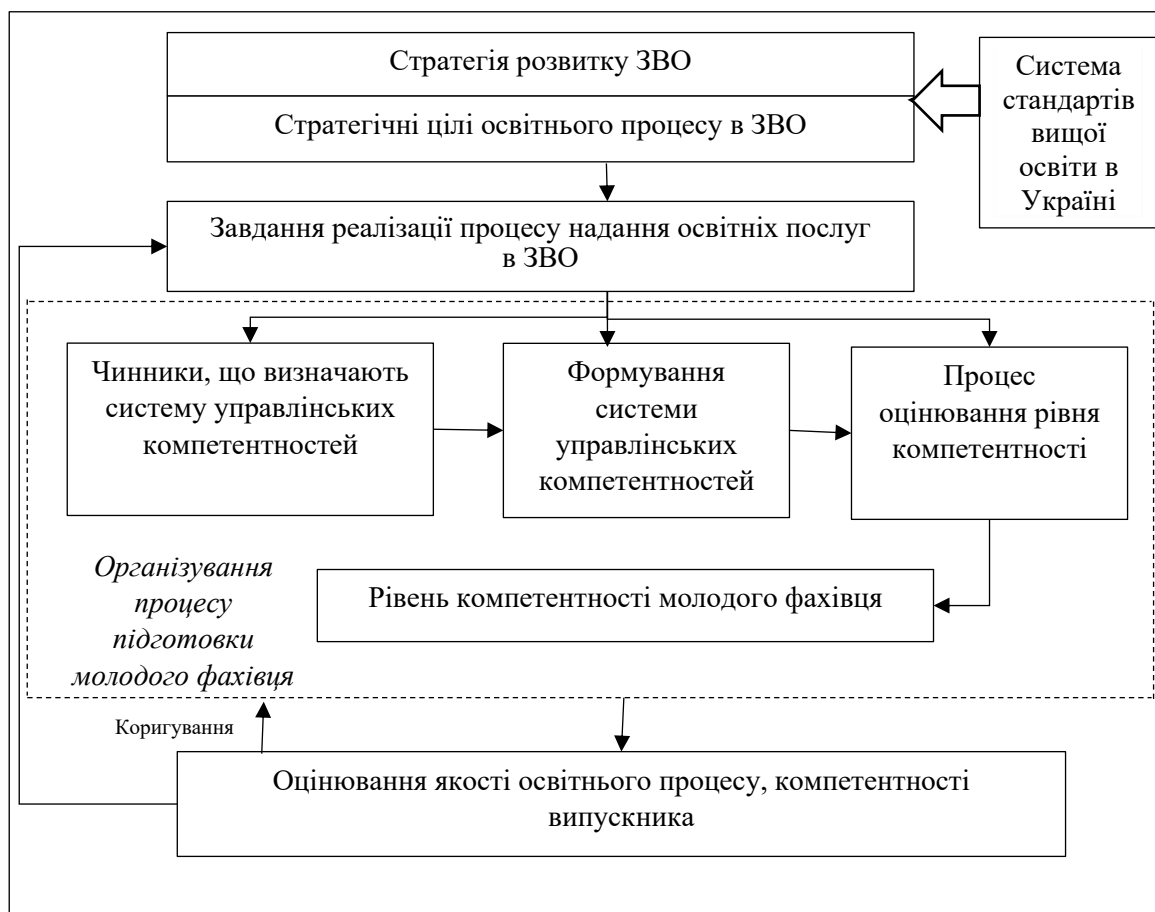 Стратегія розвитку ЗВО
Стратегічні цілі освітнього процесу в ЗВО
Система
стандартів
вищої
освіти в
Україні
Завдання реалізації процесу надання освітніх послуг
в ЗВО
Чинники, що визначають
систему управлінських
компетентностей
Формування
системи
управлінських
компетентностей
Процес
оцінювання рівня
компетентності
Рівень компетентності молодого фахівця
Організування
процесу
підготовки
молодого фахівця
Коригування
Оцінювання якості освітнього процесу, компетентності
випускника